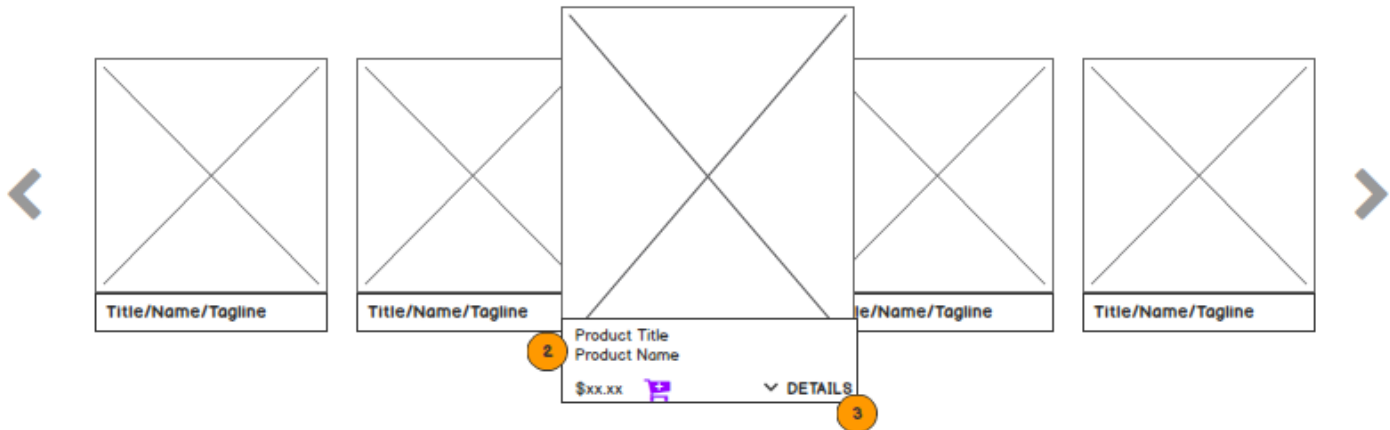 Title/Name/Tagline
Title/Name/Tagline
le/Name/Tagline
Title/Name/Tagline
Product Title
2
Product Name
$xx.xx
DETAILS
3